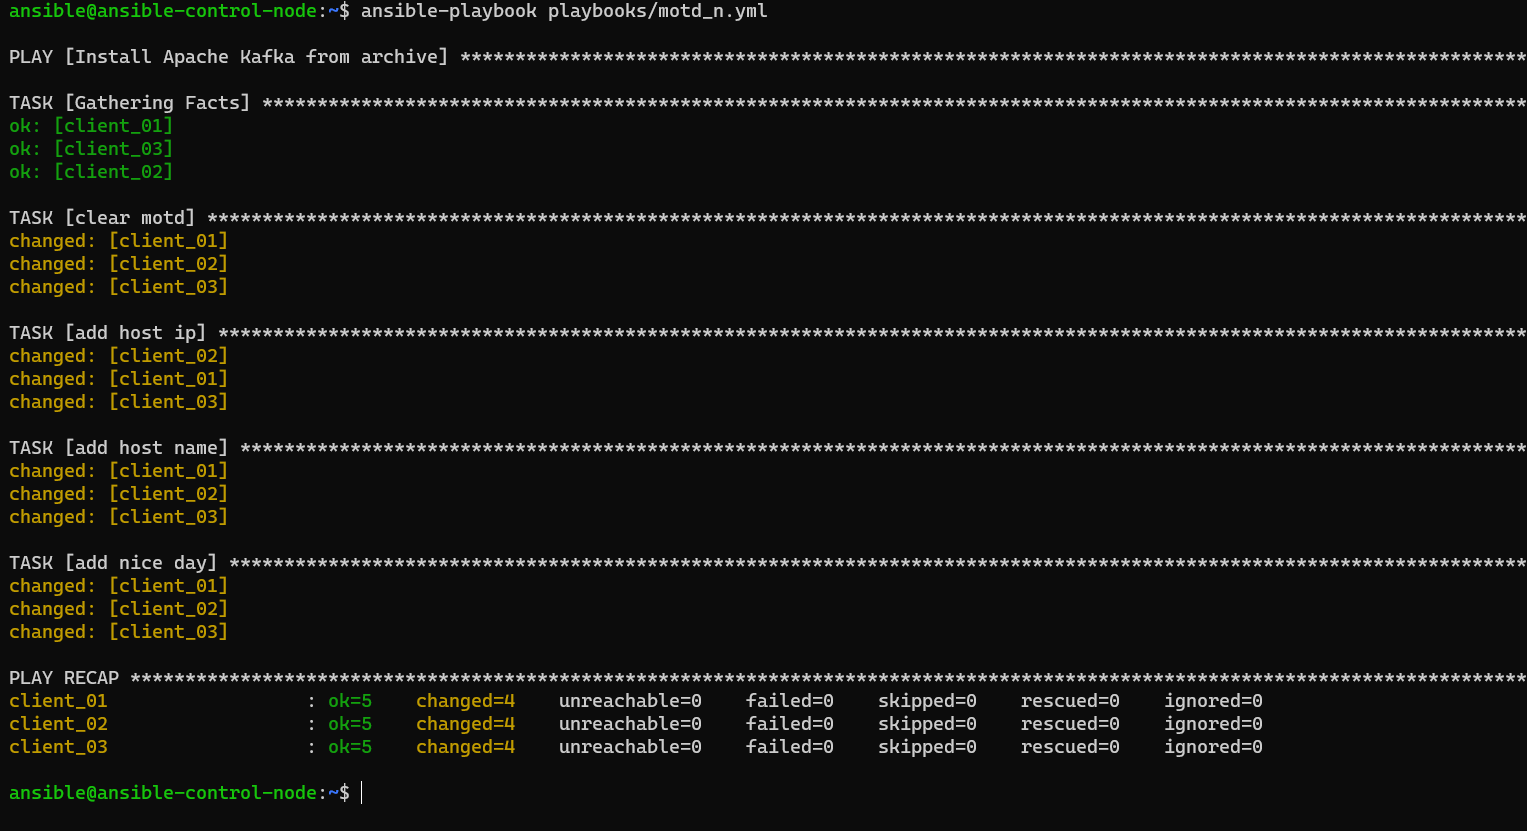 ansible@ansible-control-node:~$ ansible-playbook playbooks/motd_n.yml
PLAY [Install Apache Kafka from archive] *************************************************************************************************
TASK [Gathering Facts] *******************************************************************************************************************
ok: [client_01]
ok: [client_03]
ok: [client_02]
TASK [clear motd] ************************************************************************************************************************
changed: [client_01]
changed: [client_02]
changed: [client_03]
TASK [add host ip] ***********************************************************************************************************************
changed: [client_02]
changed: [client_01]
changed: [client_03]
TASK [add host name] *********************************************************************************************************************
changed: [client_01]
changed: [client_02]
changed: [client_03]
TASK [add nice day] **********************************************************************************************************************
changed: [client_01]
changed: [client_02]
changed: [client_03]
PLAY RECAP *******************************************************************************************************************************
client_01                  : ok=5    changed=4    unreachable=0    failed=0    skipped=0    rescued=0    ignored=0
client_02                  : ok=5    changed=4    unreachable=0    failed=0    skipped=0    rescued=0    ignored=0
client_03                  : ok=5    changed=4    unreachable=0    failed=0    skipped=0    rescued=0    ignored=0
ansible@ansible-control-node:~$